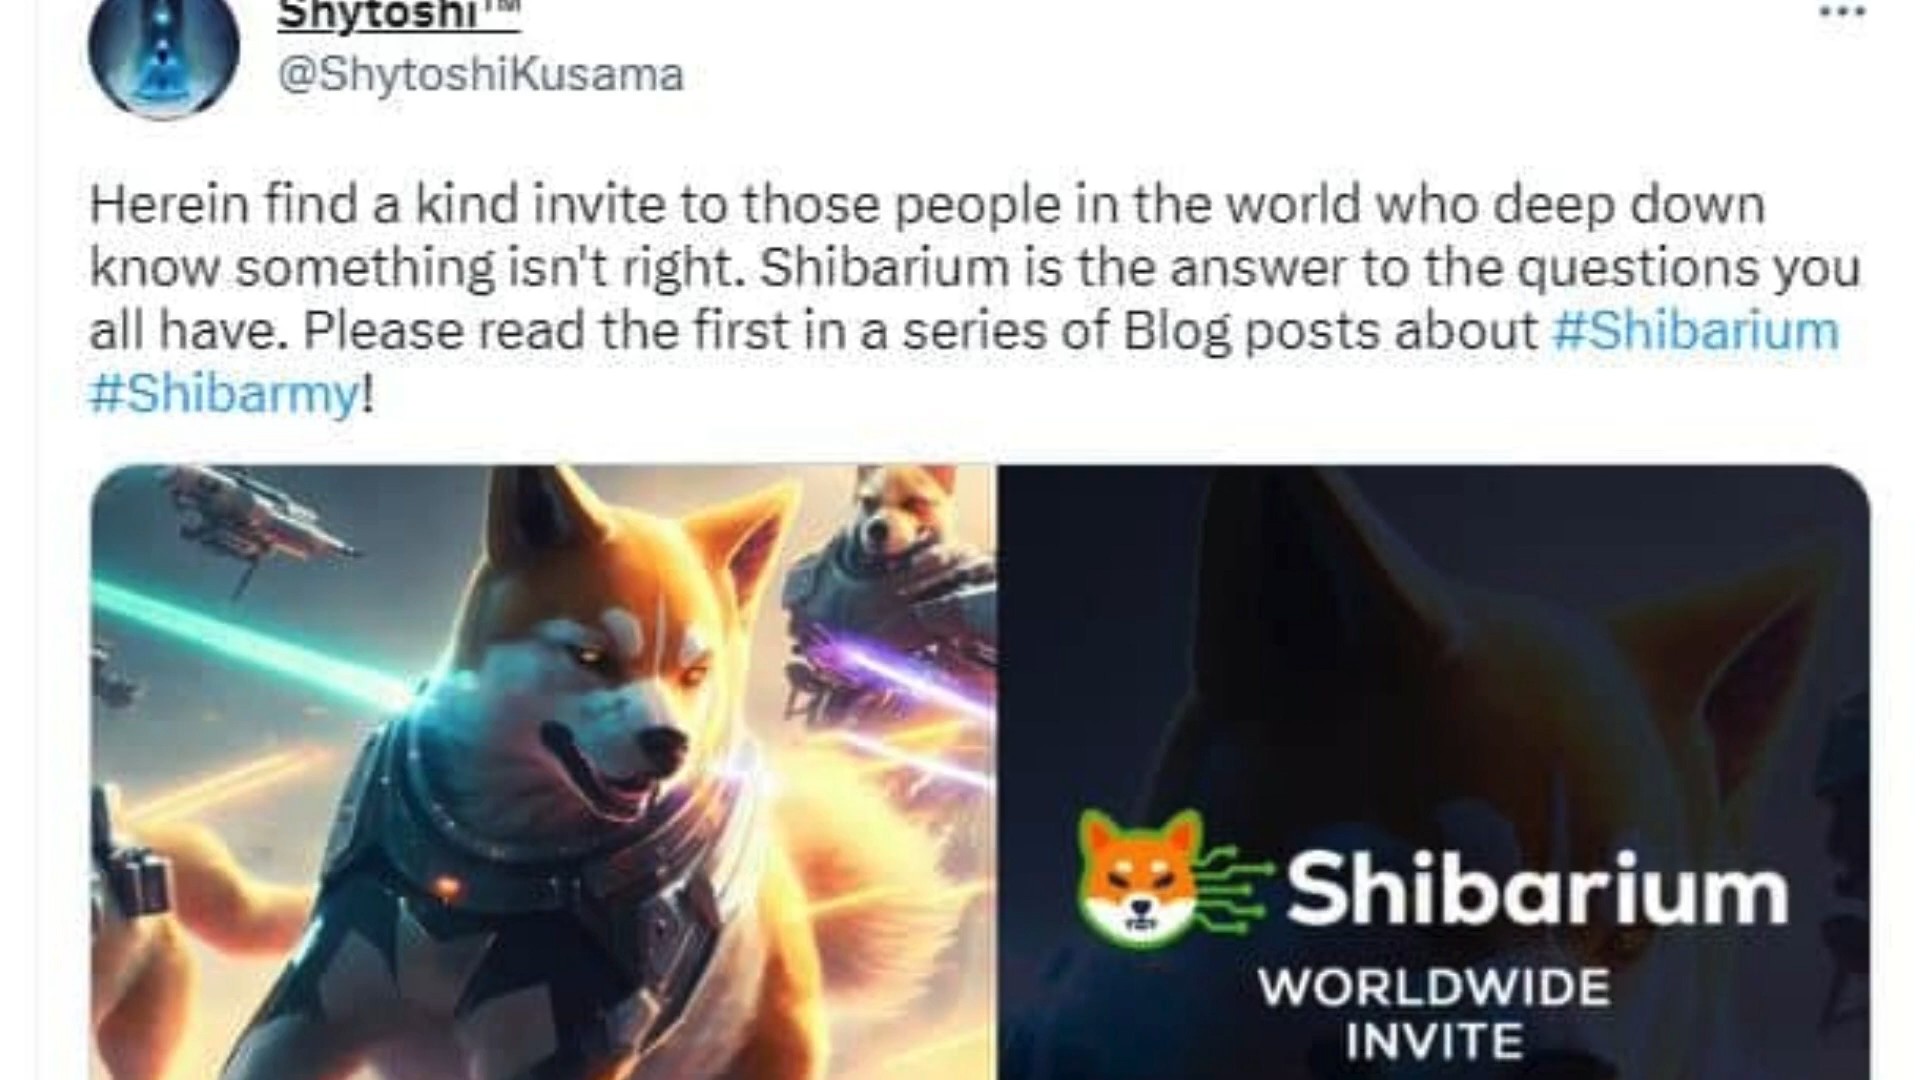 Shytoshi™
@ShytoshiKusama
Herein find a kind invite to those people in the world who deep down
know something isn't right. Shibarium is the answer to the questions you
all have. Please read the first in a series of Blog posts about #Shibarium
#Shibarmy!
Shibarium
WORLDWIDE
INVITE